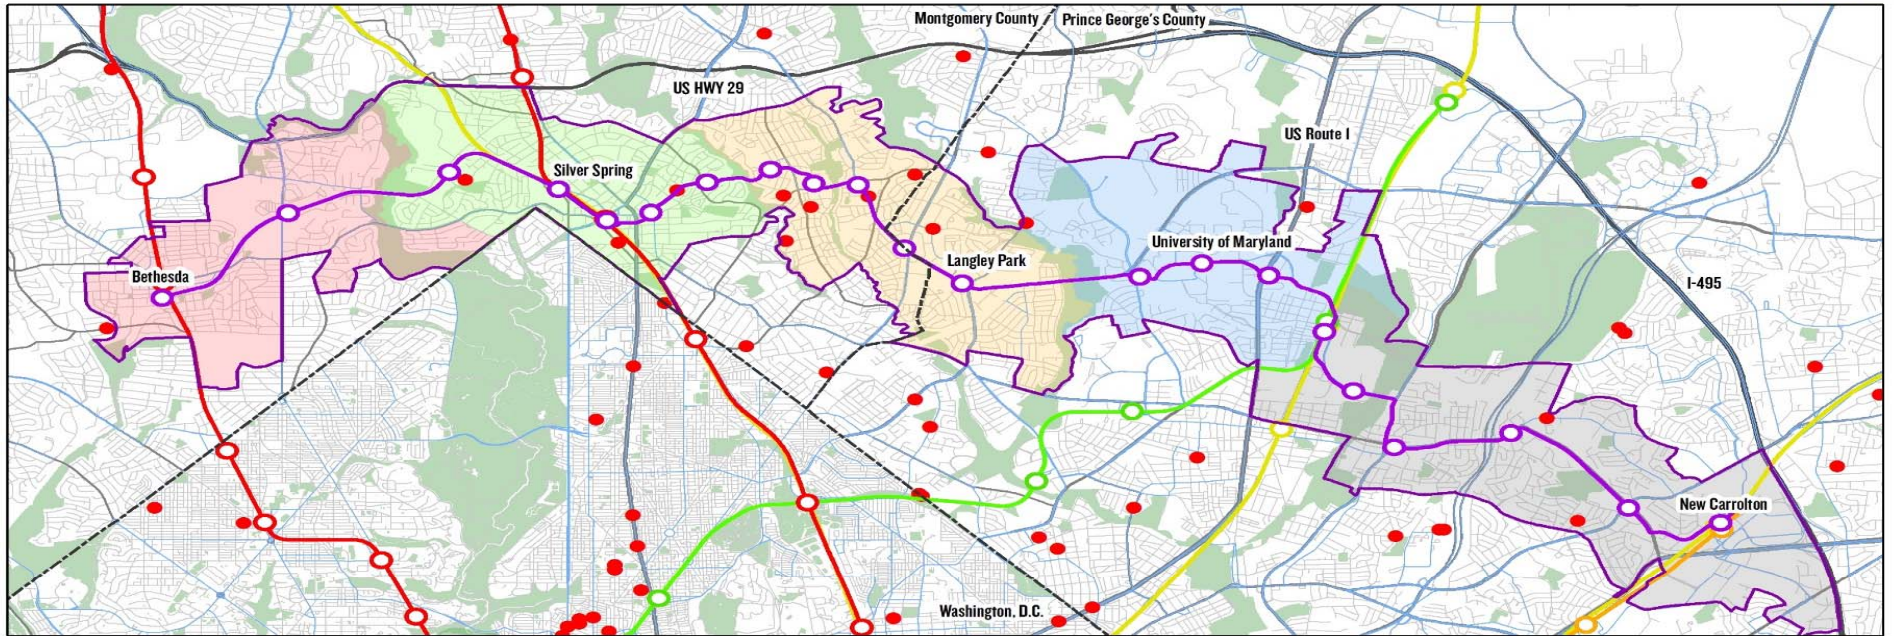 Montgomery County
Prince George's County
US HWY 29
US Route 1
Silver Spring
University of Maryland
Langley Park
Bethesda
I-495
New Carrolton
Washington, D.C.